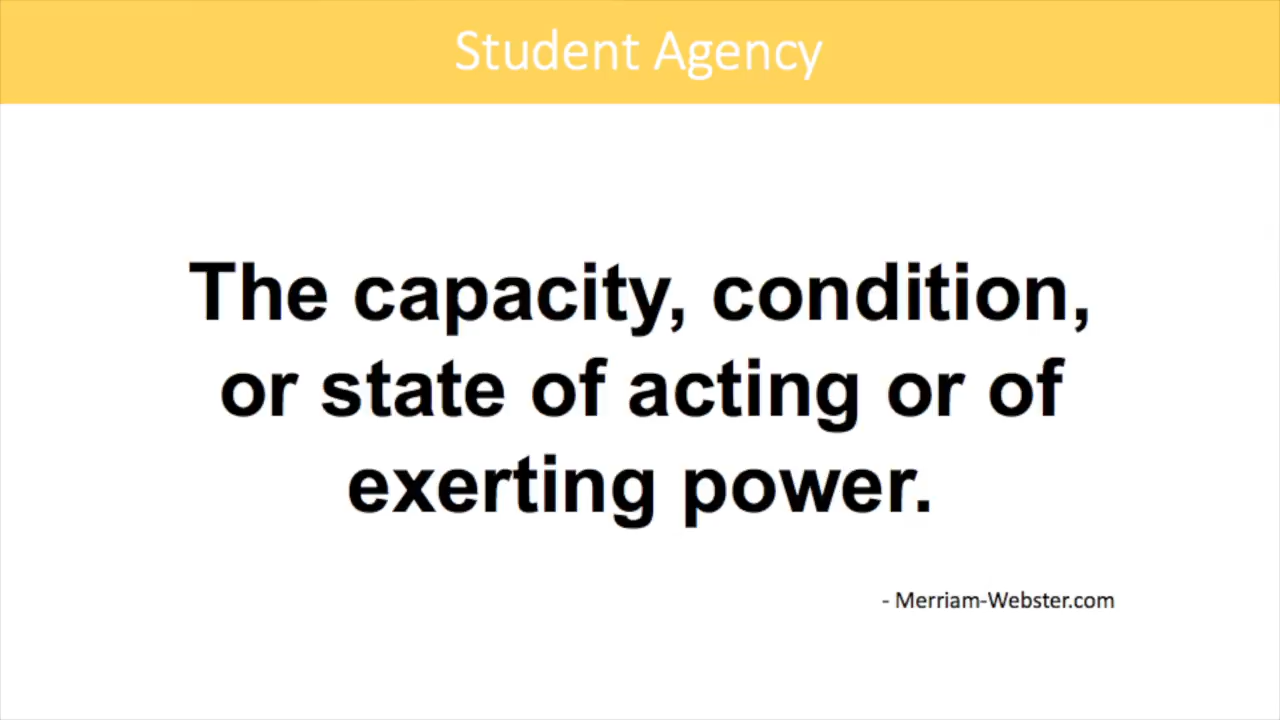 Student Agency
The capacity, condition,
or state of acting or of
exerting power.
- Merriam-Webster.com